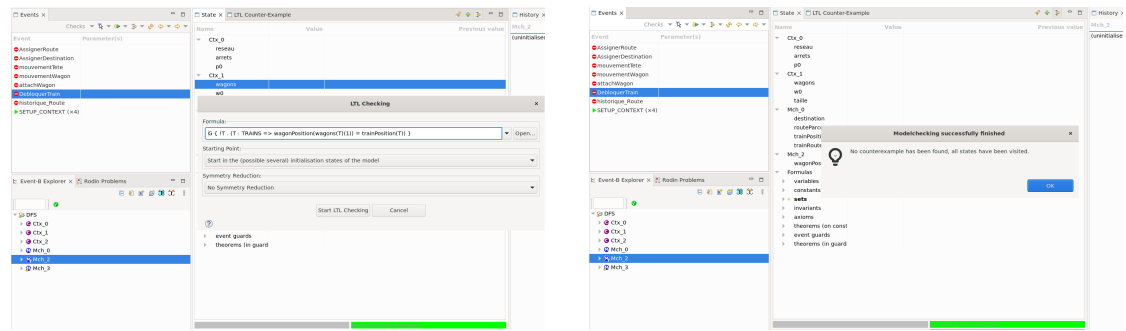 Events ×
State × LTL Counter-Example
History ×
Checks
Event Parameter(s)
AssignerRoute
AssignerDestination
mouvementTete
mouvementWagon
attachWagon
DebloquerTrain
historique_Route
SETUP_CONTEXT (×4)
Name Value Previous value
Ctx_0
reseau
arrets
p0
Ctx_1
wagons
w0
Mch_2
(uninitialised
LTL Checking ×
Formula:
G { !T . (T : TRAINS => wagonPosition(wagons(T)(1)) = trainPosition(T)) }
Open...
Starting Point:
Start in the (possible several) initialisation states of the model
Symmetry Reduction:
No Symmetry Reduction
Start LTL Checking Cancel
event guards
theorems (in guard
Event-B Explorer × Rodin Problems
DFS
Ctx_0
Ctx_1
Ctx_2
Mch_0
Mch_2
Mch_3
Events ×
State × LTL Counter-Example
History ×
Checks
Event Parameter(s)
AssignerRoute
AssignerDestination
mouvementTete
mouvementWagon
attachWagon
DebloquerTrain
historique_Route
SETUP_CONTEXT (×4)
Name Value Previous value
Ctx_0
reseau
arrets
p0
Ctx_1
wagons
w0
taille
Mch_0
destination
routeParco
trainPositi
trainRoute
Mch_2
wagonPos
Formulas
variables
constants
sets
invariants
axioms
theorems (on const
event guards
theorems (in guard
Mch_2
(uninitialise
Modelchecking successfully finished ×
No counterexample has been found, all states have been visited.
OK
Event-B Explorer × Rodin Problems
DFS
Ctx_0
Ctx_1
Ctx_2
Mch_0
Mch_2
Mch_3